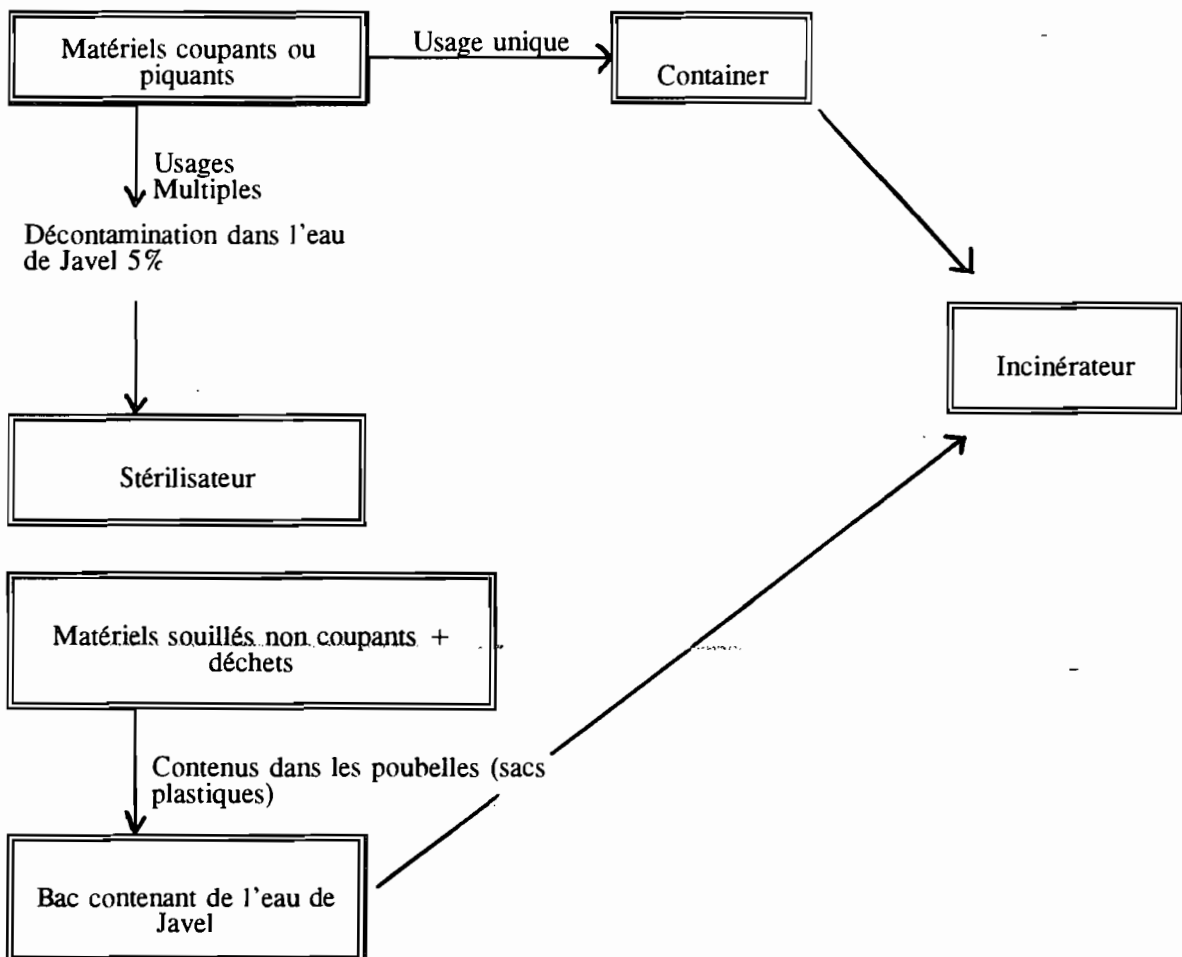 Matériels coupants ou
piquants
Usage unique
Container
Usages
Multiples
Décontamination dans l'eau
de Javel 5%
Incinérateur
Stérilisateur
Matériels souillés non coupants +
déchets
Contenus dans les poubelles (sacs
plastiques)
Bac contenant de l'eau de
Javel